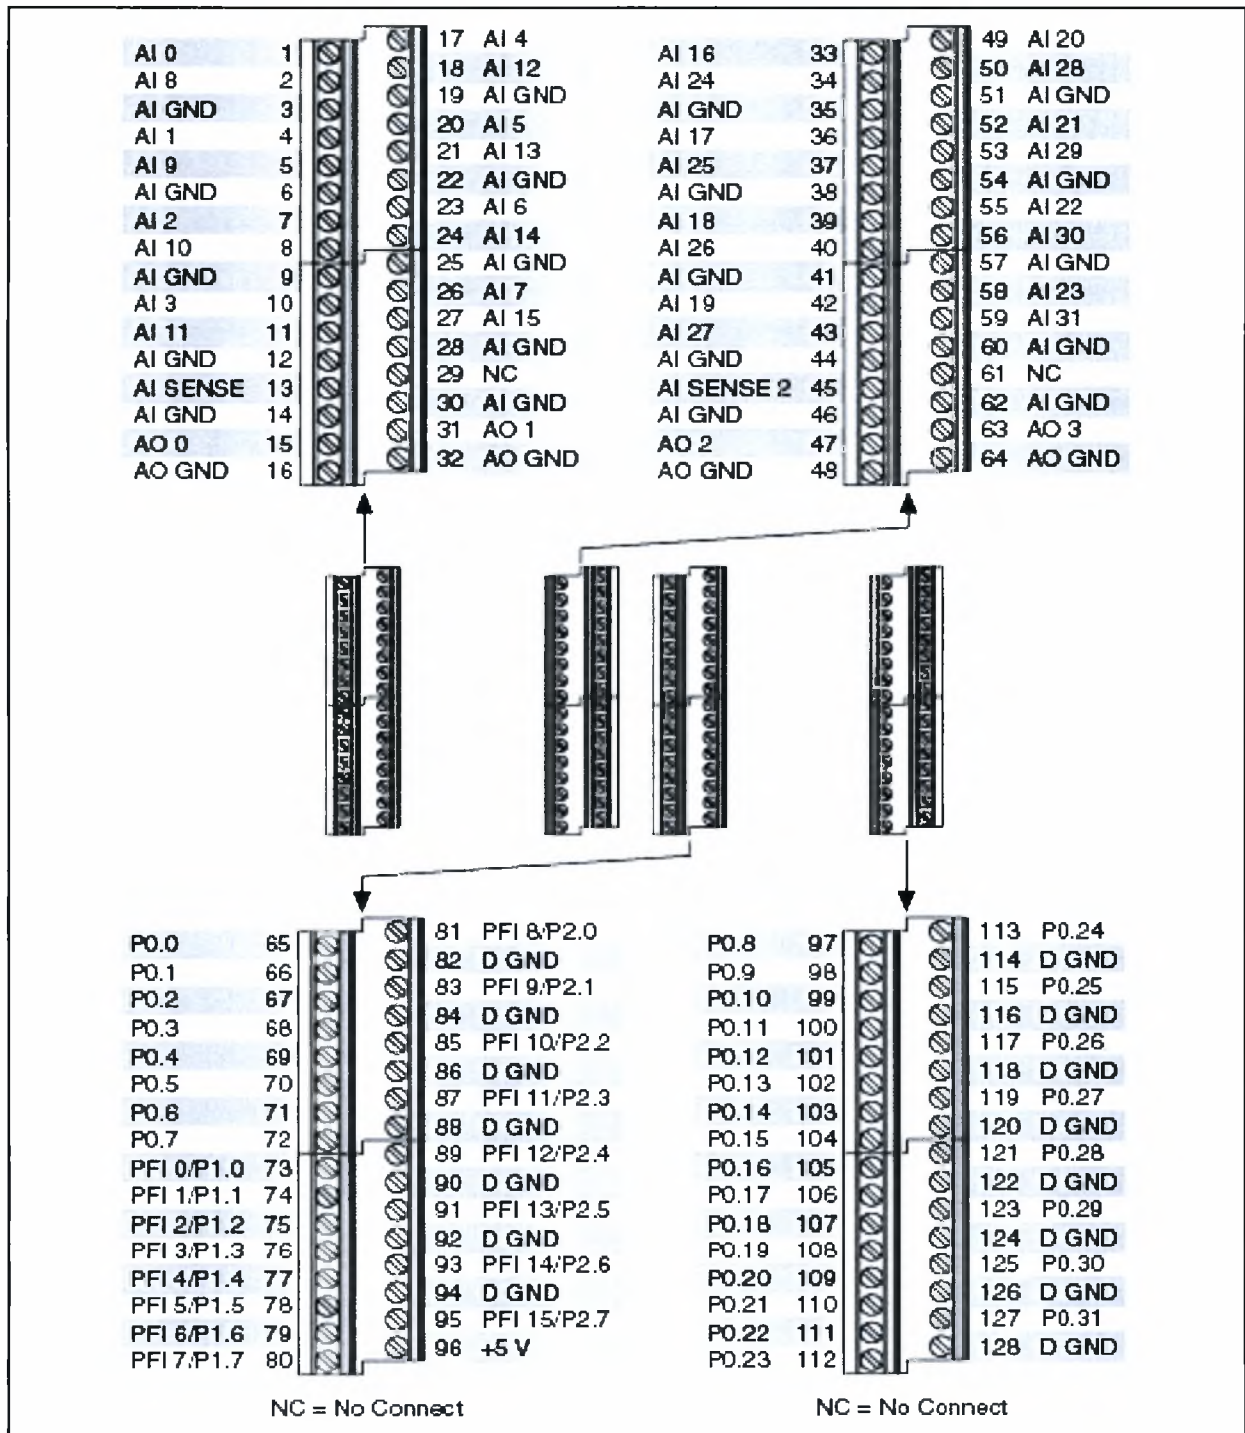 AI 0 1
AI 8 2
AI GND 3
AI 1 4
AI 9 5
AI GND 6
AI 2 7
AI 10 8
AI GND 9
AI 3 10
AI 11 11
AI GND 12
AI SENSE 13
AI GND 14
AO 0 15
AO GND 16
17 AI 4
18 AI 12
19 AI GND
20 AI 5
21 AI 13
22 AI GND
23 AI 6
24 AI 14
25 AI GND
26 AI 7
27 AI 15
28 AI GND
29 NC
30 AI GND
31 AO 1
32 AO GND
AI 16 33
AI 24 34
AI GND 35
AI 17 36
AI 25 37
AI GND 38
AI 18 39
AI 26 40
AI GND 41
AI 19 42
AI 27 43
AI GND 44
AI SENSE 2 45
AI GND 46
AO 2 47
AO GND 48
49 AI 20
50 AI 28
51 AI GND
52 AI 21
53 AI 29
54 AI GND
55 AI 22
56 AI 30
57 AI GND
58 AI 23
59 AI 31
60 AI GND
61 NC
62 AI GND
63 AO 3
64 AO GND
P0.0 65
P0.1 66
P0.2 67
P0.3 68
P0.4 69
P0.5 70
P0.6 71
P0.7 72
PFI 0/P1.0 73
PFI 1/P1.1 74
PFI 2/P1.2 75
PFI 3/P1.3 76
PFI 4/P1.4 77
PFI 5/P1.5 78
PFI 6/P1.6 79
PFI 7/P1.7 80
81 PFI 8/P2.0
82 D GND
83 PFI 9/P2.1
84 D GND
85 PFI 10/P2.2
86 D GND
87 PFI 11/P2.3
88 D GND
89 PFI 12/P2.4
90 D GND
91 PFI 13/P2.5
92 D GND
93 PFI 14/P2.6
94 D GND
95 PFI 15/P2.7
96 +5 V
P0.8 97
P0.9 98
P0.10 99
P0.11 100
P0.12 101
P0.13 102
P0.14 103
P0.15 104
P0.16 105
P0.17 106
P0.18 107
P0.19 108
P0.20 109
P0.21 110
P0.22 111
P0.23 112
113 P0.24
114 D GND
115 P0.25
116 D GND
117 P0.26
118 D GND
119 P0.27
120 D GND
121 P0.28
122 D GND
123 P0.29
124 D GND
125 P0.30
126 D GND
127 P0.31
128 D GND
NC = No Connect
NC = No Connect